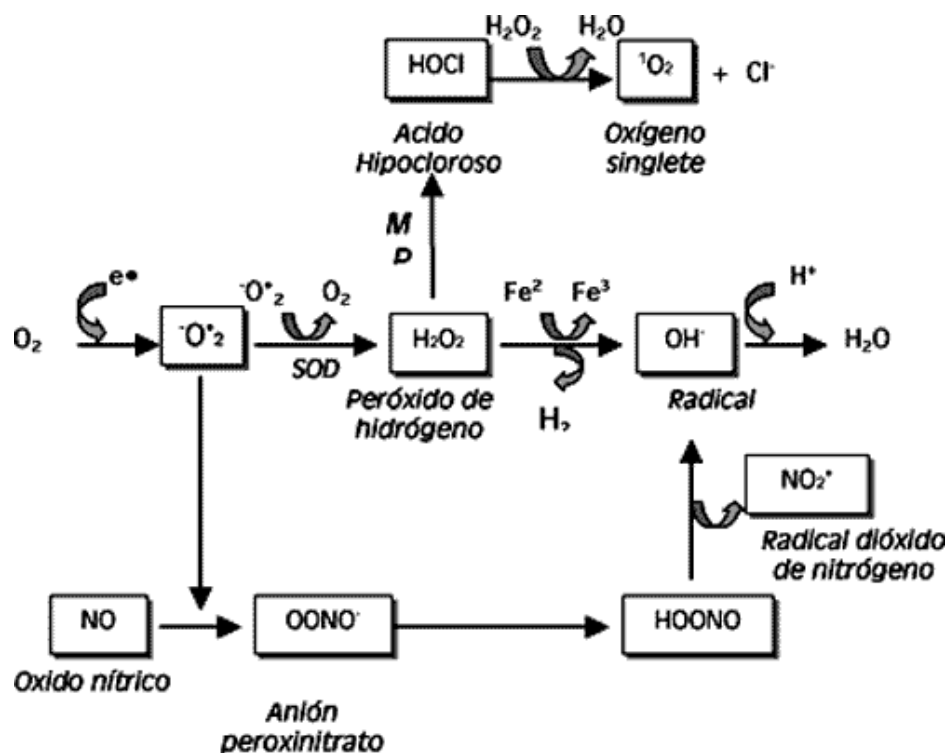 H₂O₂ H₂O
HOCl ¹O₂ + Cl⁻
Acido Hipocloroso
Oxígeno singlete
M
P
e•
⁻O•₂ O₂
Fe² Fe³
H⁺
O₂ ⁻O•₂ SOD H₂O₂ OH⁻ H₂O
Peróxido de hidrógeno
H₂
Radical
NO₂•
Radical dióxido de nitrógeno
NO OONO⁻ HOONO
Oxido nítrico
Anión peroxinitrato